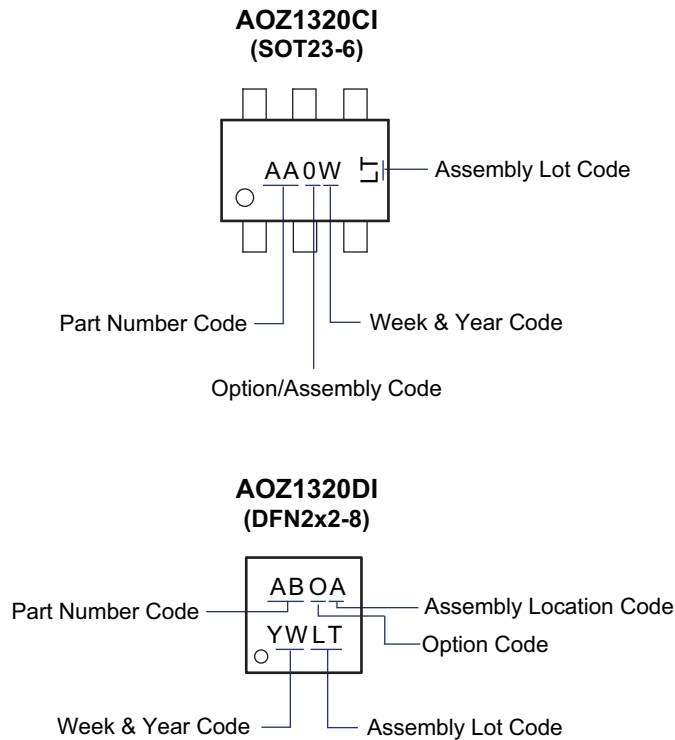 AOZ1320CI
(SOT23-6)
AA0W
LT
Assembly Lot Code
Part Number Code
Week & Year Code
Option/Assembly Code
AOZ1320DI
(DFN2x2-8)
ABOA
Part Number Code
Assembly Location Code
Option Code
YWLT
Week & Year Code
Assembly Lot Code